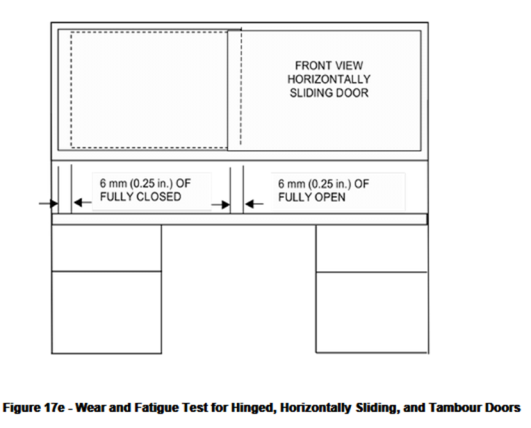 FRONT VIEW
HORIZONTALLY
SLIDING DOOR
6 mm (0.25 in.) OF
FULLY CLOSED
6 mm (0.25 in.) OF
FULLY OPEN
Figure 17e - Wear and Fatigue Test for Hinged, Horizontally Sliding, and Tambour Doors